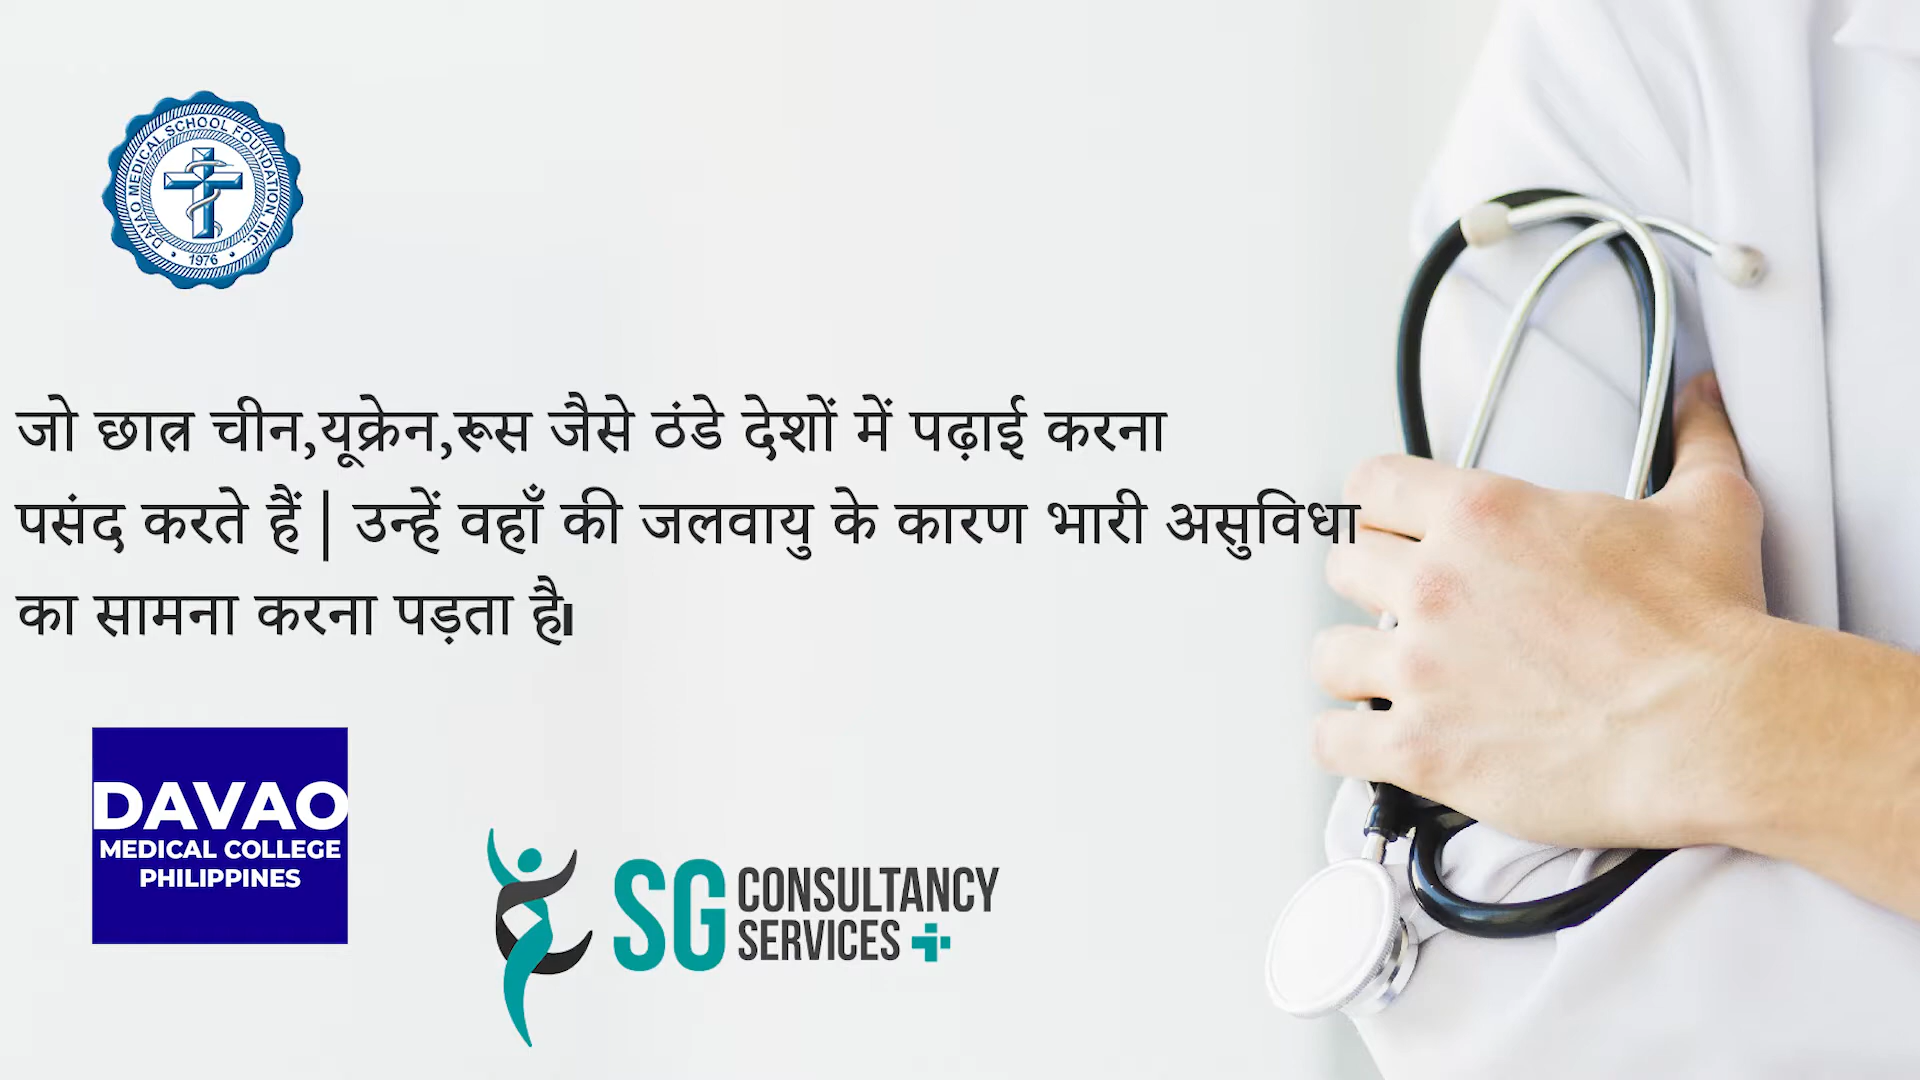 DAVAO MEDICAL SCHOOL FOUNDATION, INC.
1976
जो छात्र चीन,यूक्रेन,रूस जैसे ठंडे देशों में पढ़ाई करना
पसंद करते हैं | उन्हें वहाँ की जलवायु के कारण भारी असुविधा
का सामना करना पड़ता है।
DAVAO
MEDICAL COLLEGE
PHILIPPINES
SG CONSULTANCY
SERVICES